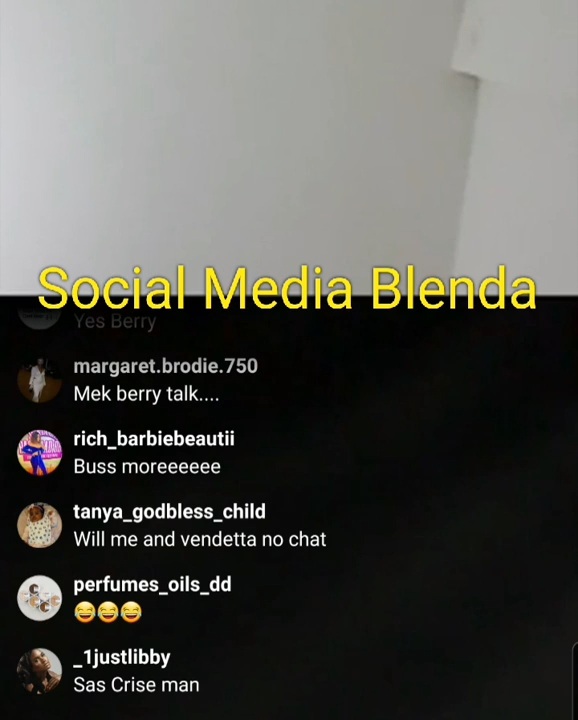 Social Media Blenda
Yes Berry
margaret.brodie.750
Mek berry talk....
rich_barbiebeautii
Buss moreeeeee
tanya_godbless_child
Will me and vendetta no chat
perfumes_oils_dd
😂😂😂
_1justlibby
Sas Crise man